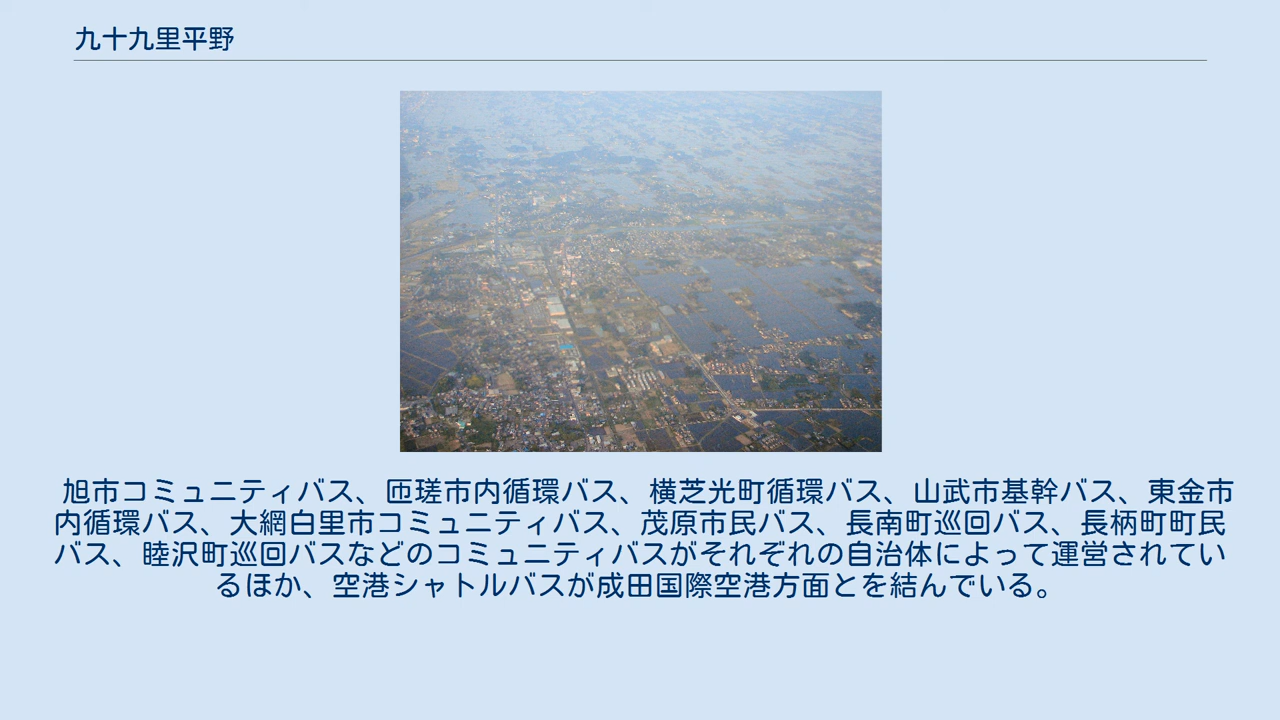 九十九里平野
旭市コミュニティバス、匝瑳市内循環バス、横芝光町循環バス、山武市基幹バス、東金市
内循環バス、大網白里市コミュニティバス、茂原市民バス、長南町巡回バス、長柄町町民
バス、睦沢町巡回バスなどのコミュニティバスがそれぞれの自治体によって運営されてい
るほか、空港シャトルバスが成田国際空港方面とを結んでいる。